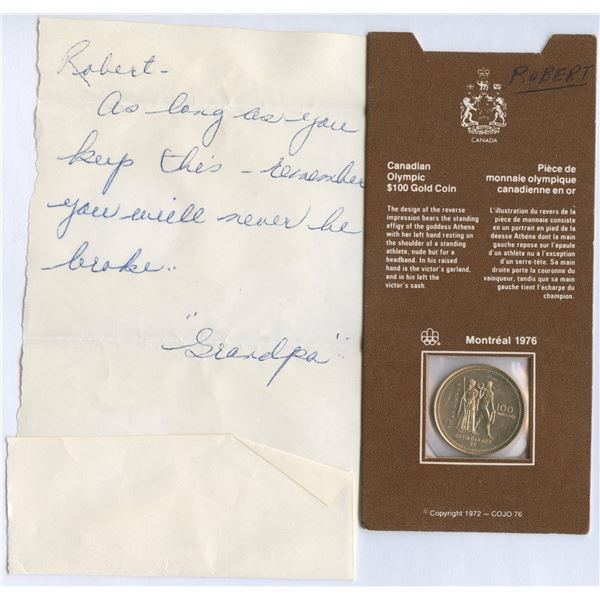 Robert-
As long as you
keep this - remember
you will never be
broke..
"Grandpa"
ROBERT
CANADA
Canadian
Olympic
$100 Gold Coin
The design of the reverse
impression bears the standing
effigy of the goddess Athena
with her left hand resting on
the shoulder of a standing
athlete, nude but for a
headband. In his raised
hand is the victor's garland,
and in his left the
victor's sash.
Pièce de
monnaie olympique
canadienne en or
L'illustration du revers de la
pièce de monnaie consiste
en un portrait en pied de la
déesse Athéna dont la main
gauche repose sur l'épaule
d'un athlète nu à l'exception
d'un serre-tête. Sa main
droite porte la couronne du
vainqueur, tandis que sa main
gauche tient l'écharpe du
champion.
Montréal 1976
100
DOLLARS
© Copyright 1972 — COJO 76